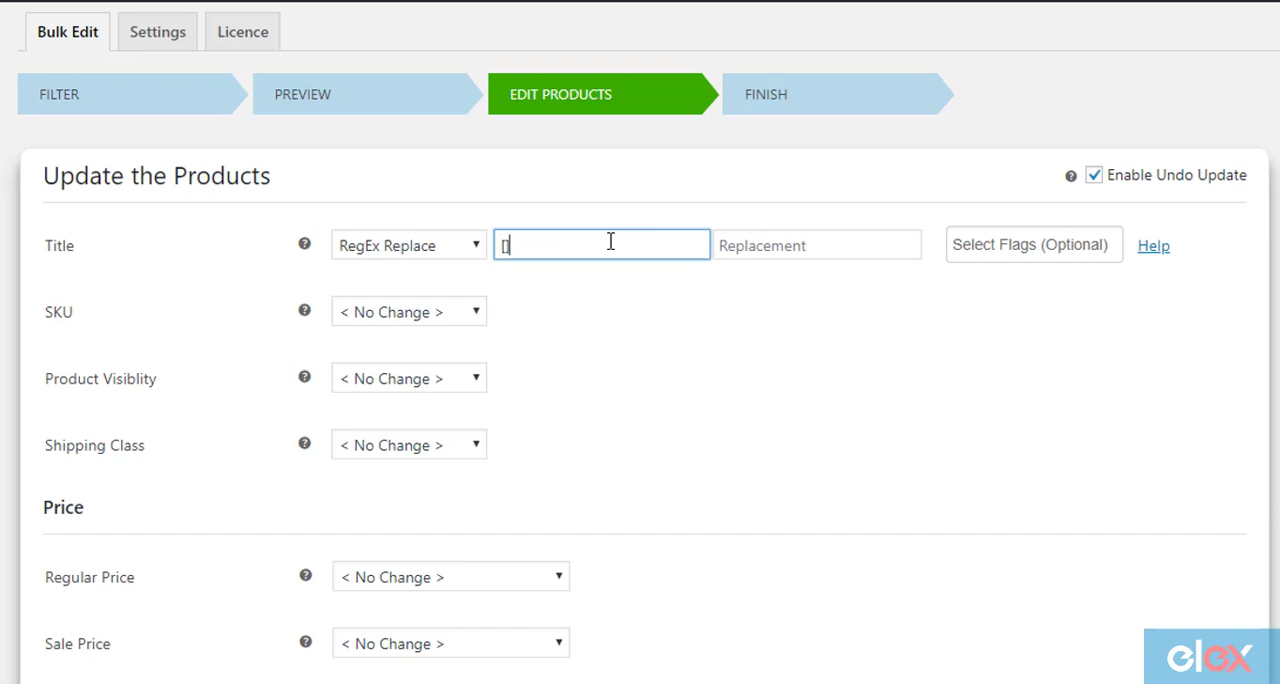 Bulk Edit Settings Licence
FILTER PREVIEW EDIT PRODUCTS FINISH
Update the Products ? Enable Undo Update
Title ? RegEx Replace [] Replacement Select Flags (Optional) Help
SKU ? < No Change >
Product Visiblity ? < No Change >
Shipping Class ? < No Change >
Price
Regular Price ? < No Change >
Sale Price ? < No Change >
elex